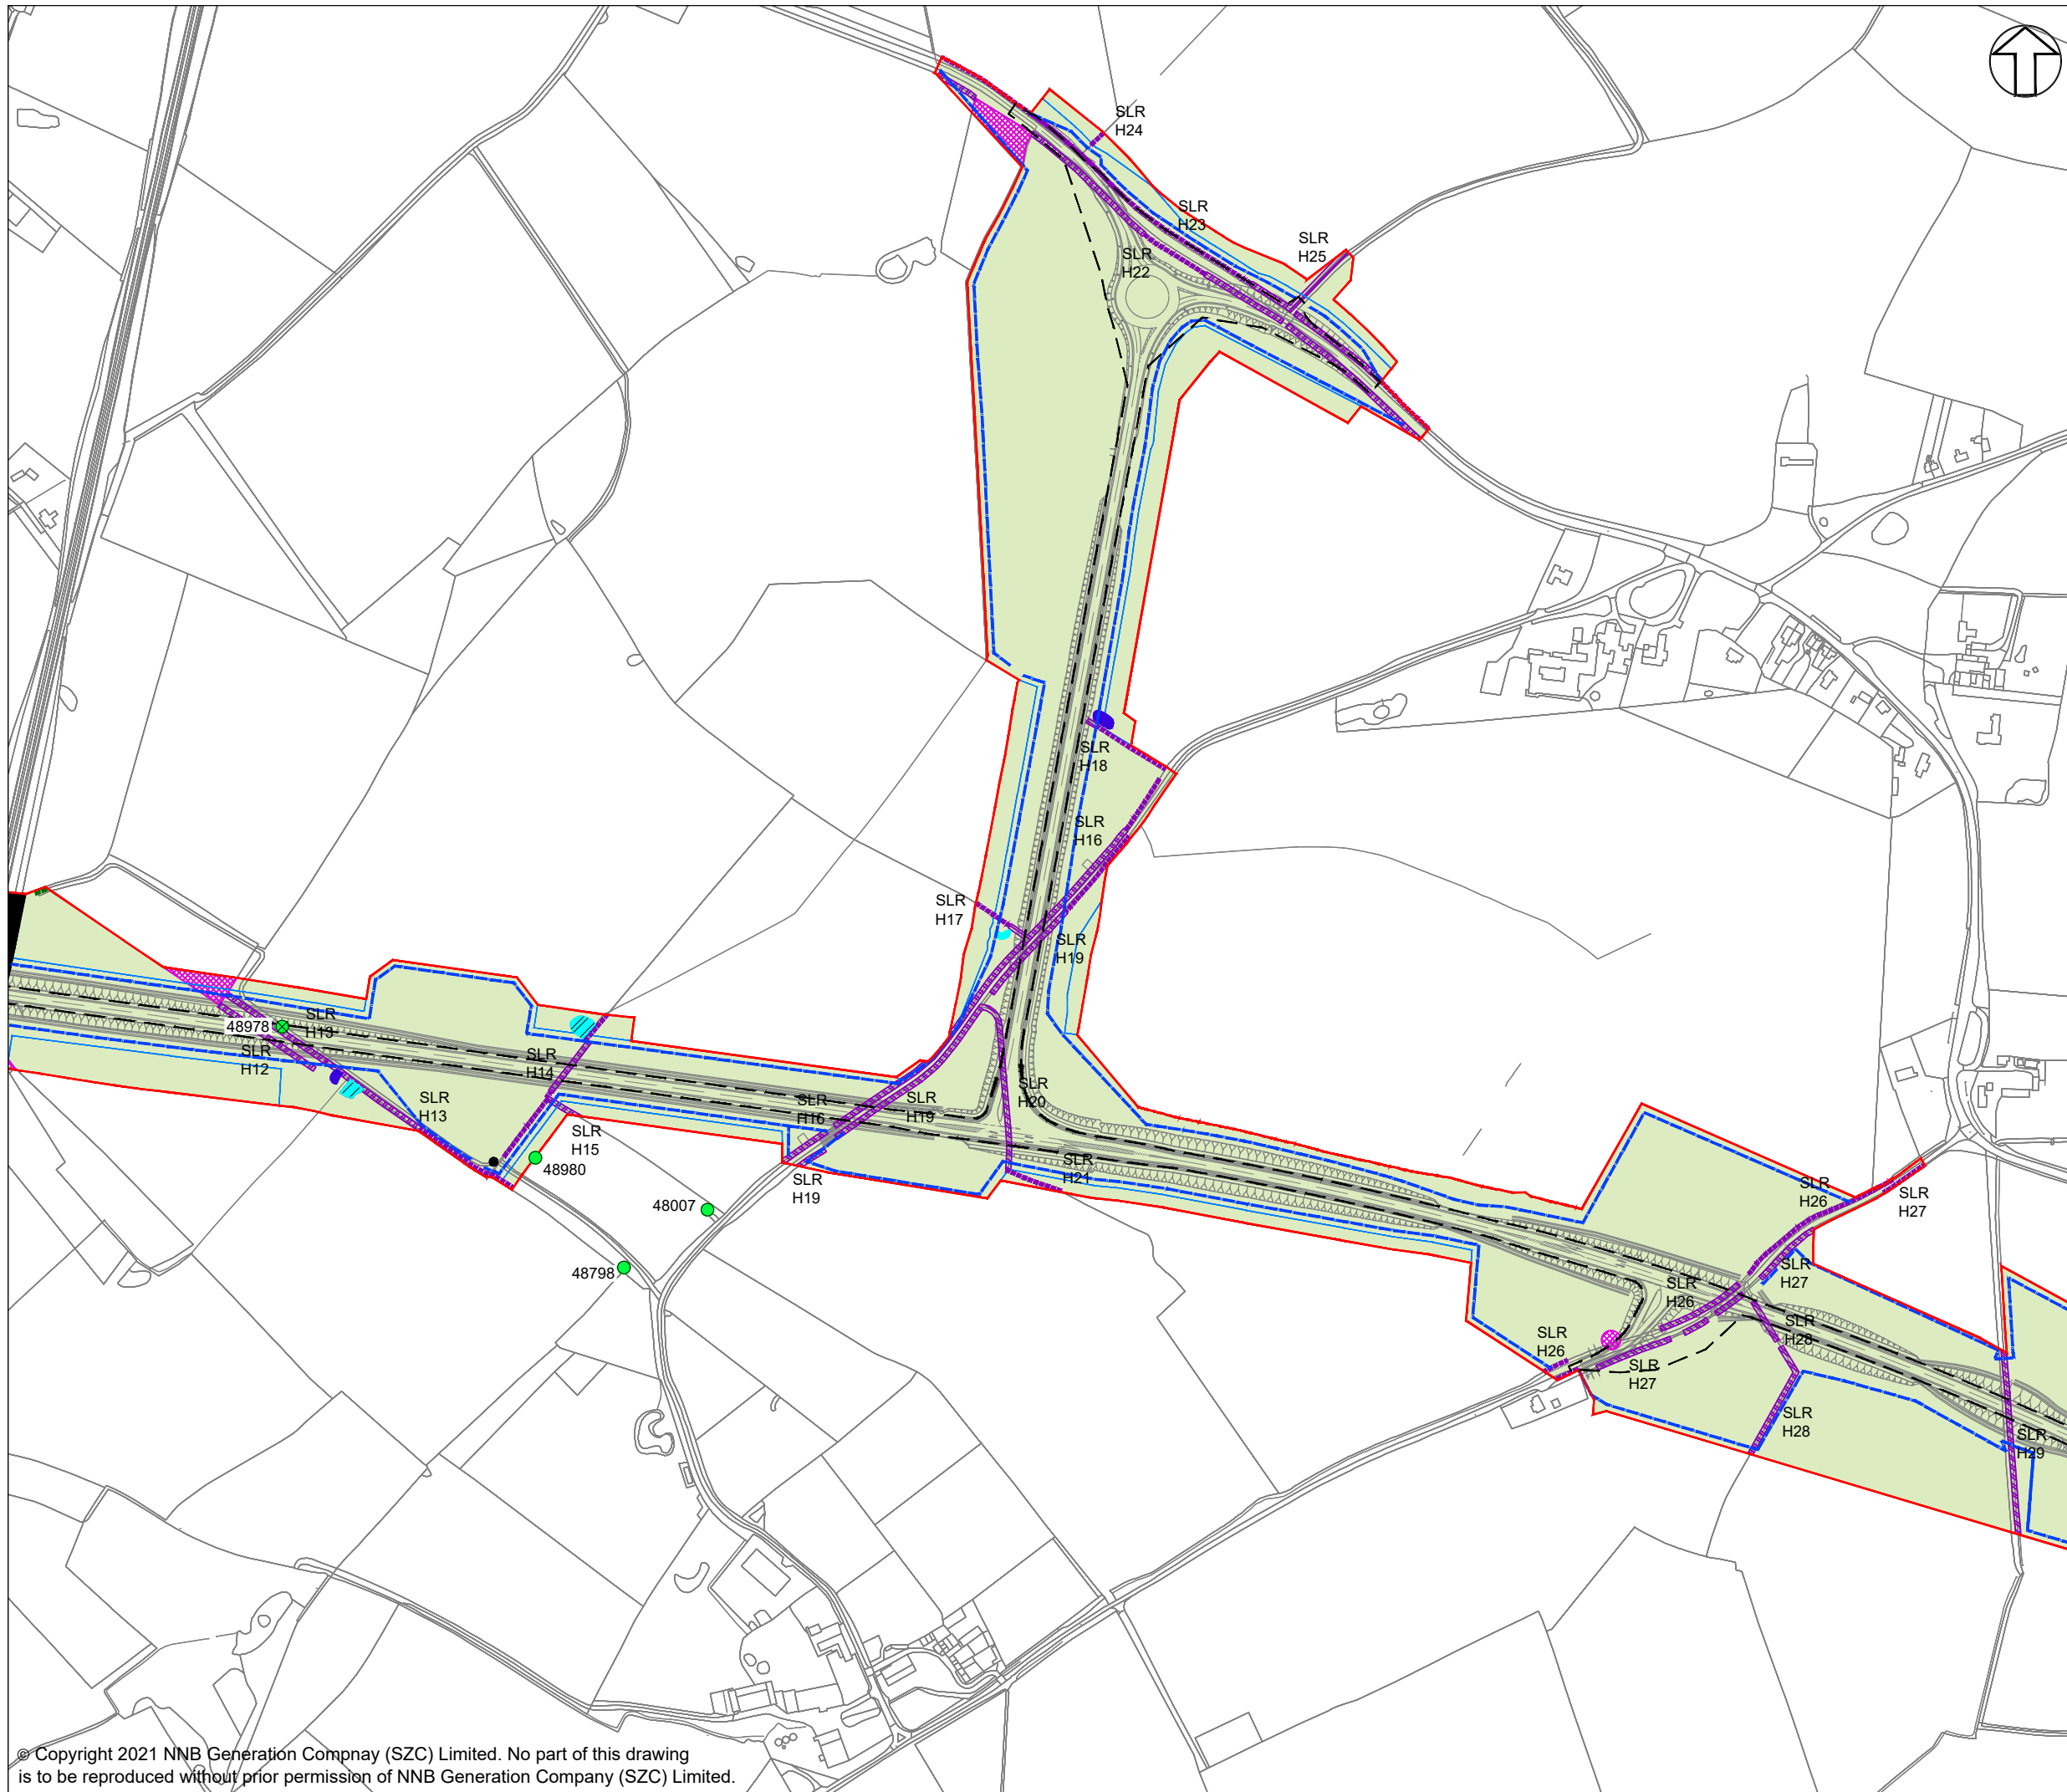 SLR
H24
SLR
H23
SLR
H25
SLR
H22
SLR
H18
SLR
H16
SLR
H17
SLR
H19
48978
SLR
H13
SLR
H12
SLR
H14
SLR
H13
SLR
H16
SLR
H19
SLR
H20
SLR
H15
48980
SLR
H21
SLR
H19
48007
48798
SLR
H26
SLR
H27
SLR
H27
SLR
H26
SLR
H28
SLR
H26
SLR
H27
SLR
H28
SLR
H29
© Copyright 2021 NNB Generation Compnay (SZC) Limited. No part of this drawing
is to be reproduced without prior permission of NNB Generation Company (SZC) Limited.